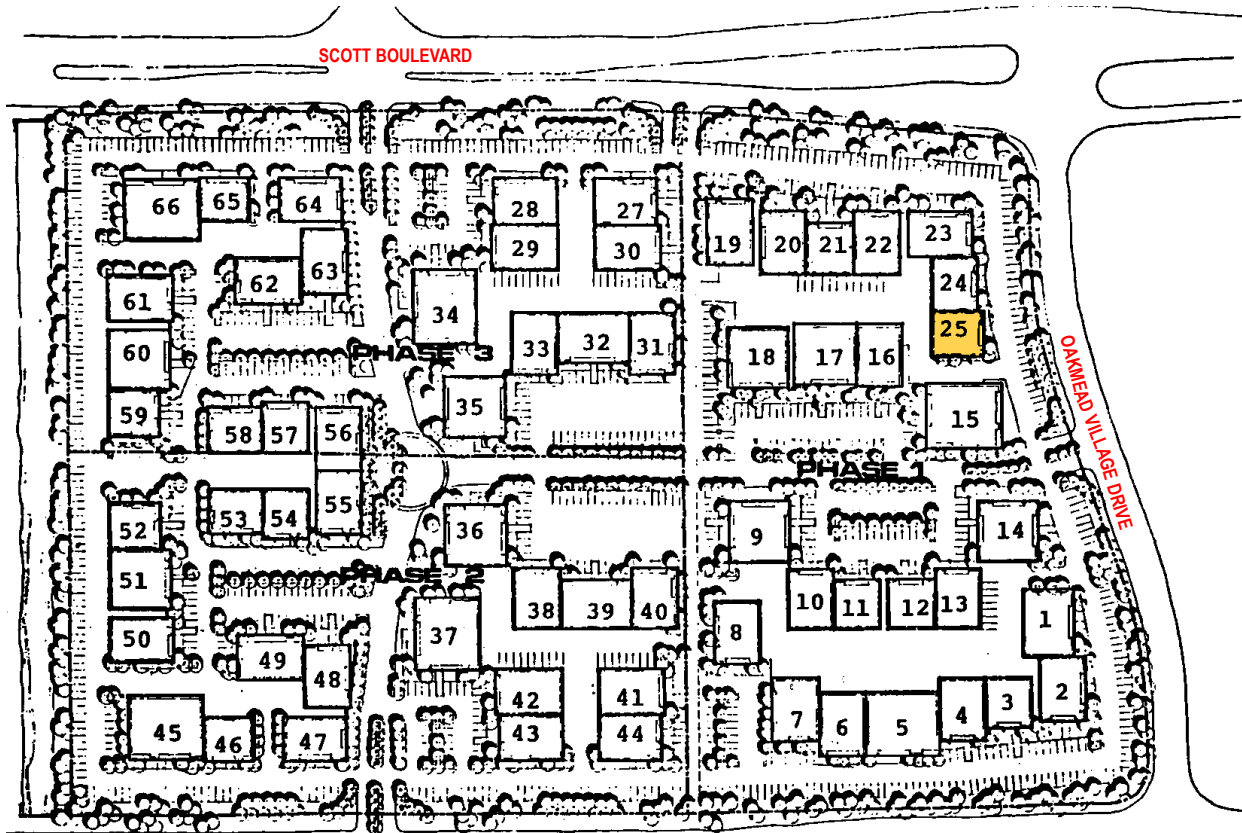 SCOTT BOULEVARD
66 65 64 28 27
19 20 21 22 23
29 30
63
62 24
61 34 25
33 32 31
60 PHASE 3 18 17 16
OAKMEAD VILLAGE DRIVE
59 35 15
58 57 56
PHASE 1
52 53 54 55 36 9 14
51 PHASE 2
38 39 40 10 11 12 13
50 37 8 1
49 48
42 41 7 6 5 4 3 2
45 46 47 43 44